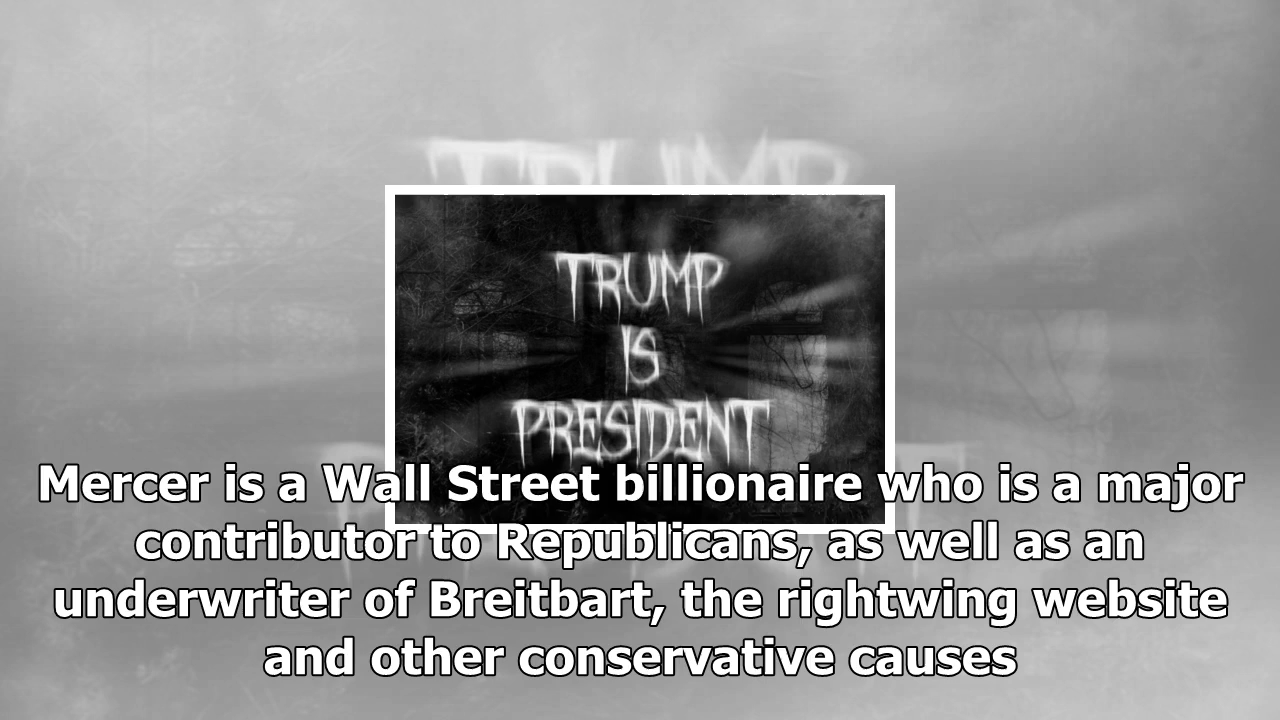 TRUMP
TRUMP
IS
PRESIDENT
Mercer is a Wall Street billionaire who is a major
contributor to Republicans, as well as an
underwriter of Breitbart, the rightwing website
and other conservative causes